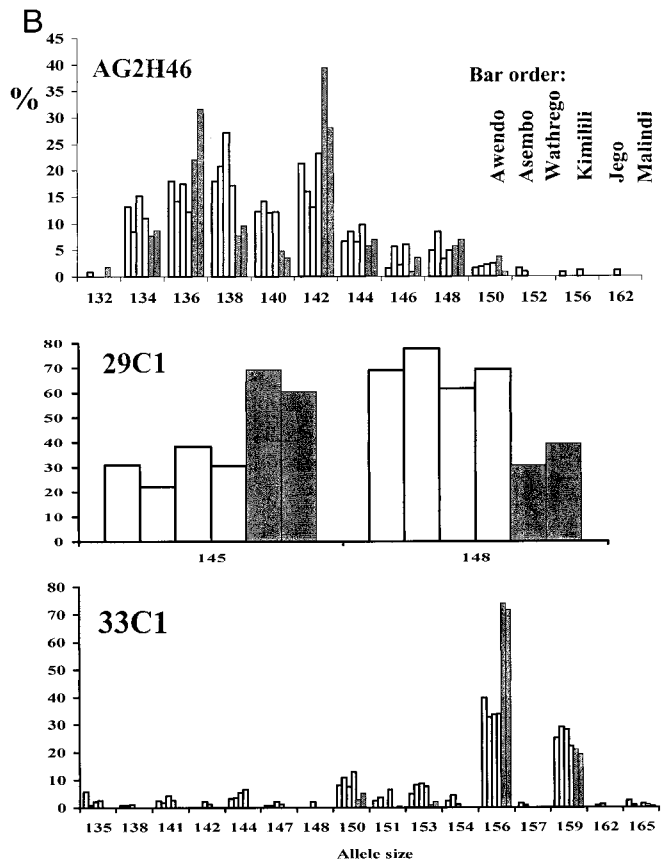 B
AG2H46
%
45
40
35
30
25
20
15
10
5
0
Bar order:
Awendo
Asembo
Wathrego
Kimilili
Jego
Malindi
132 134 136 138 140 142 144 146 148 150 152 156 162
29C1
80
70
60
50
40
30
20
10
0
145 148
33C1
80
70
60
50
40
30
20
10
0
135 138 141 142 144 147 148 150 151 153 154 156 157 159 162 165
Allele size